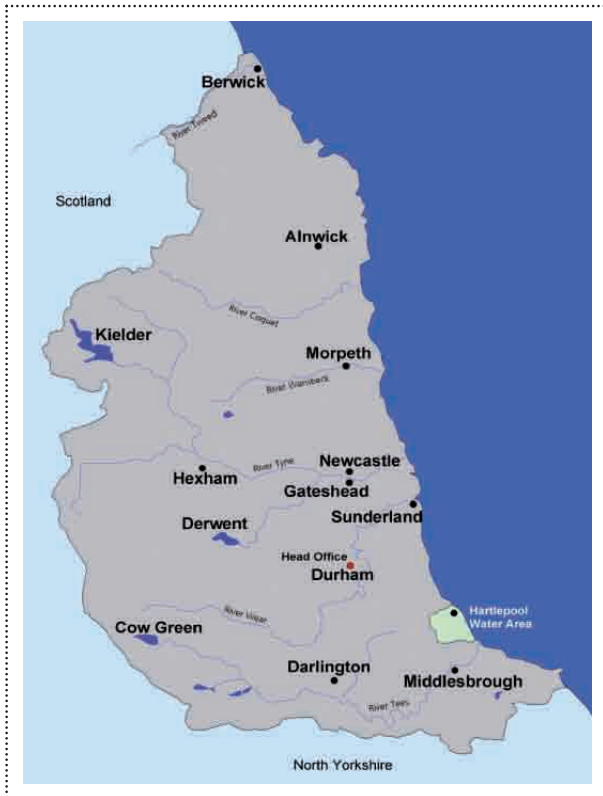 Berwick
River Tweed
Scotland
Alnwick
River Coquet
Kielder
Morpeth
River Wansbeck
Newcastle
River Tyne
Hexham
Gateshead
Sunderland
Derwent
Head Office
Durham
Hartlepool
Water Area
River Wear
Cow Green
Darlington
Middlesbrough
River Tees
North Yorkshire